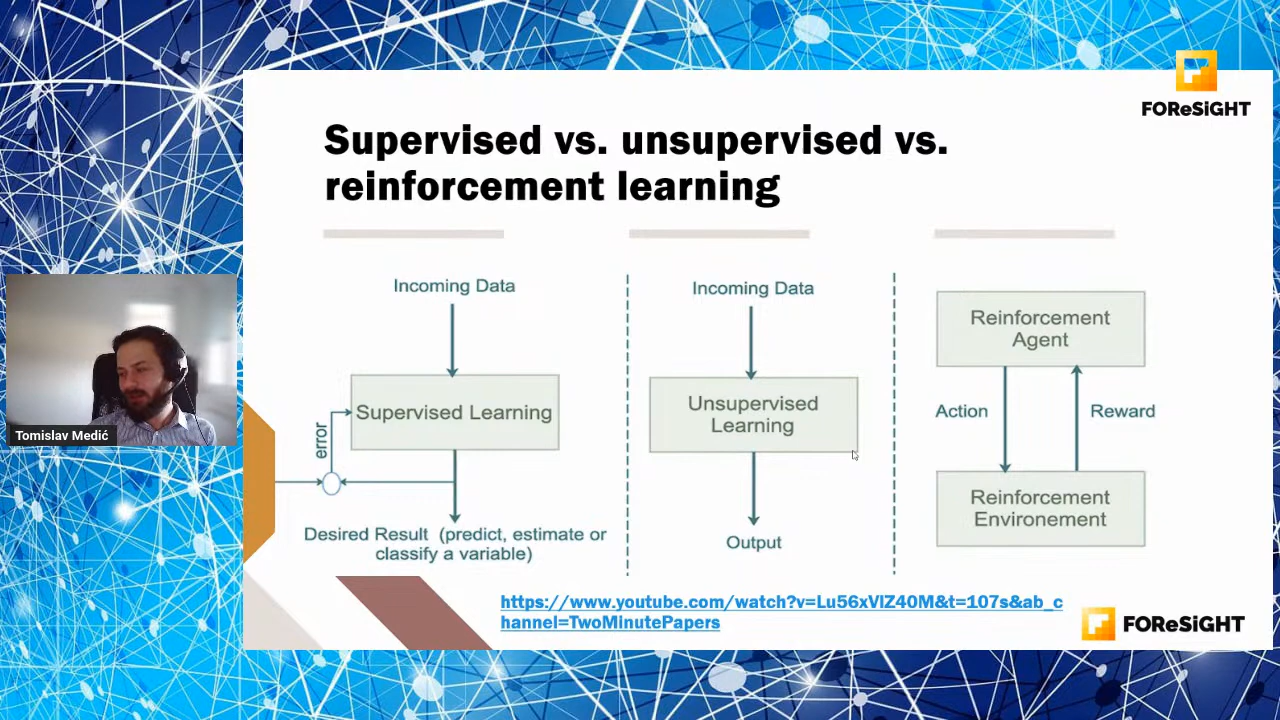 FOReSiGHT
Supervised vs. unsupervised vs.
reinforcement learning
Incoming Data
Supervised Learning
error
Desired Result (predict, estimate or
classify a variable)
Incoming Data
Unsupervised
Learning
Output
Reinforcement
Agent
Action
Reward
Reinforcement
Environement
Tomislav Medić
https://www.youtube.com/watch?v=Lu56xVlZ40M&t=107s&ab_c
hannel=TwoMinutePapers
FOReSiGHT